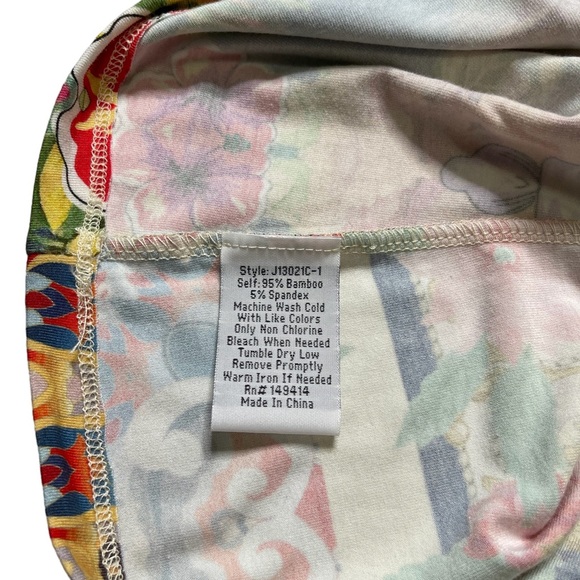 Style: J13021C-1
Self: 95% Bamboo
5% Spandex
Machine Wash Cold
With Like Colors
Only Non Chlorine
Bleach When Needed
Tumble Dry Low
Remove Promptly
Warm Iron If Needed
Rn# 149414
Made In China